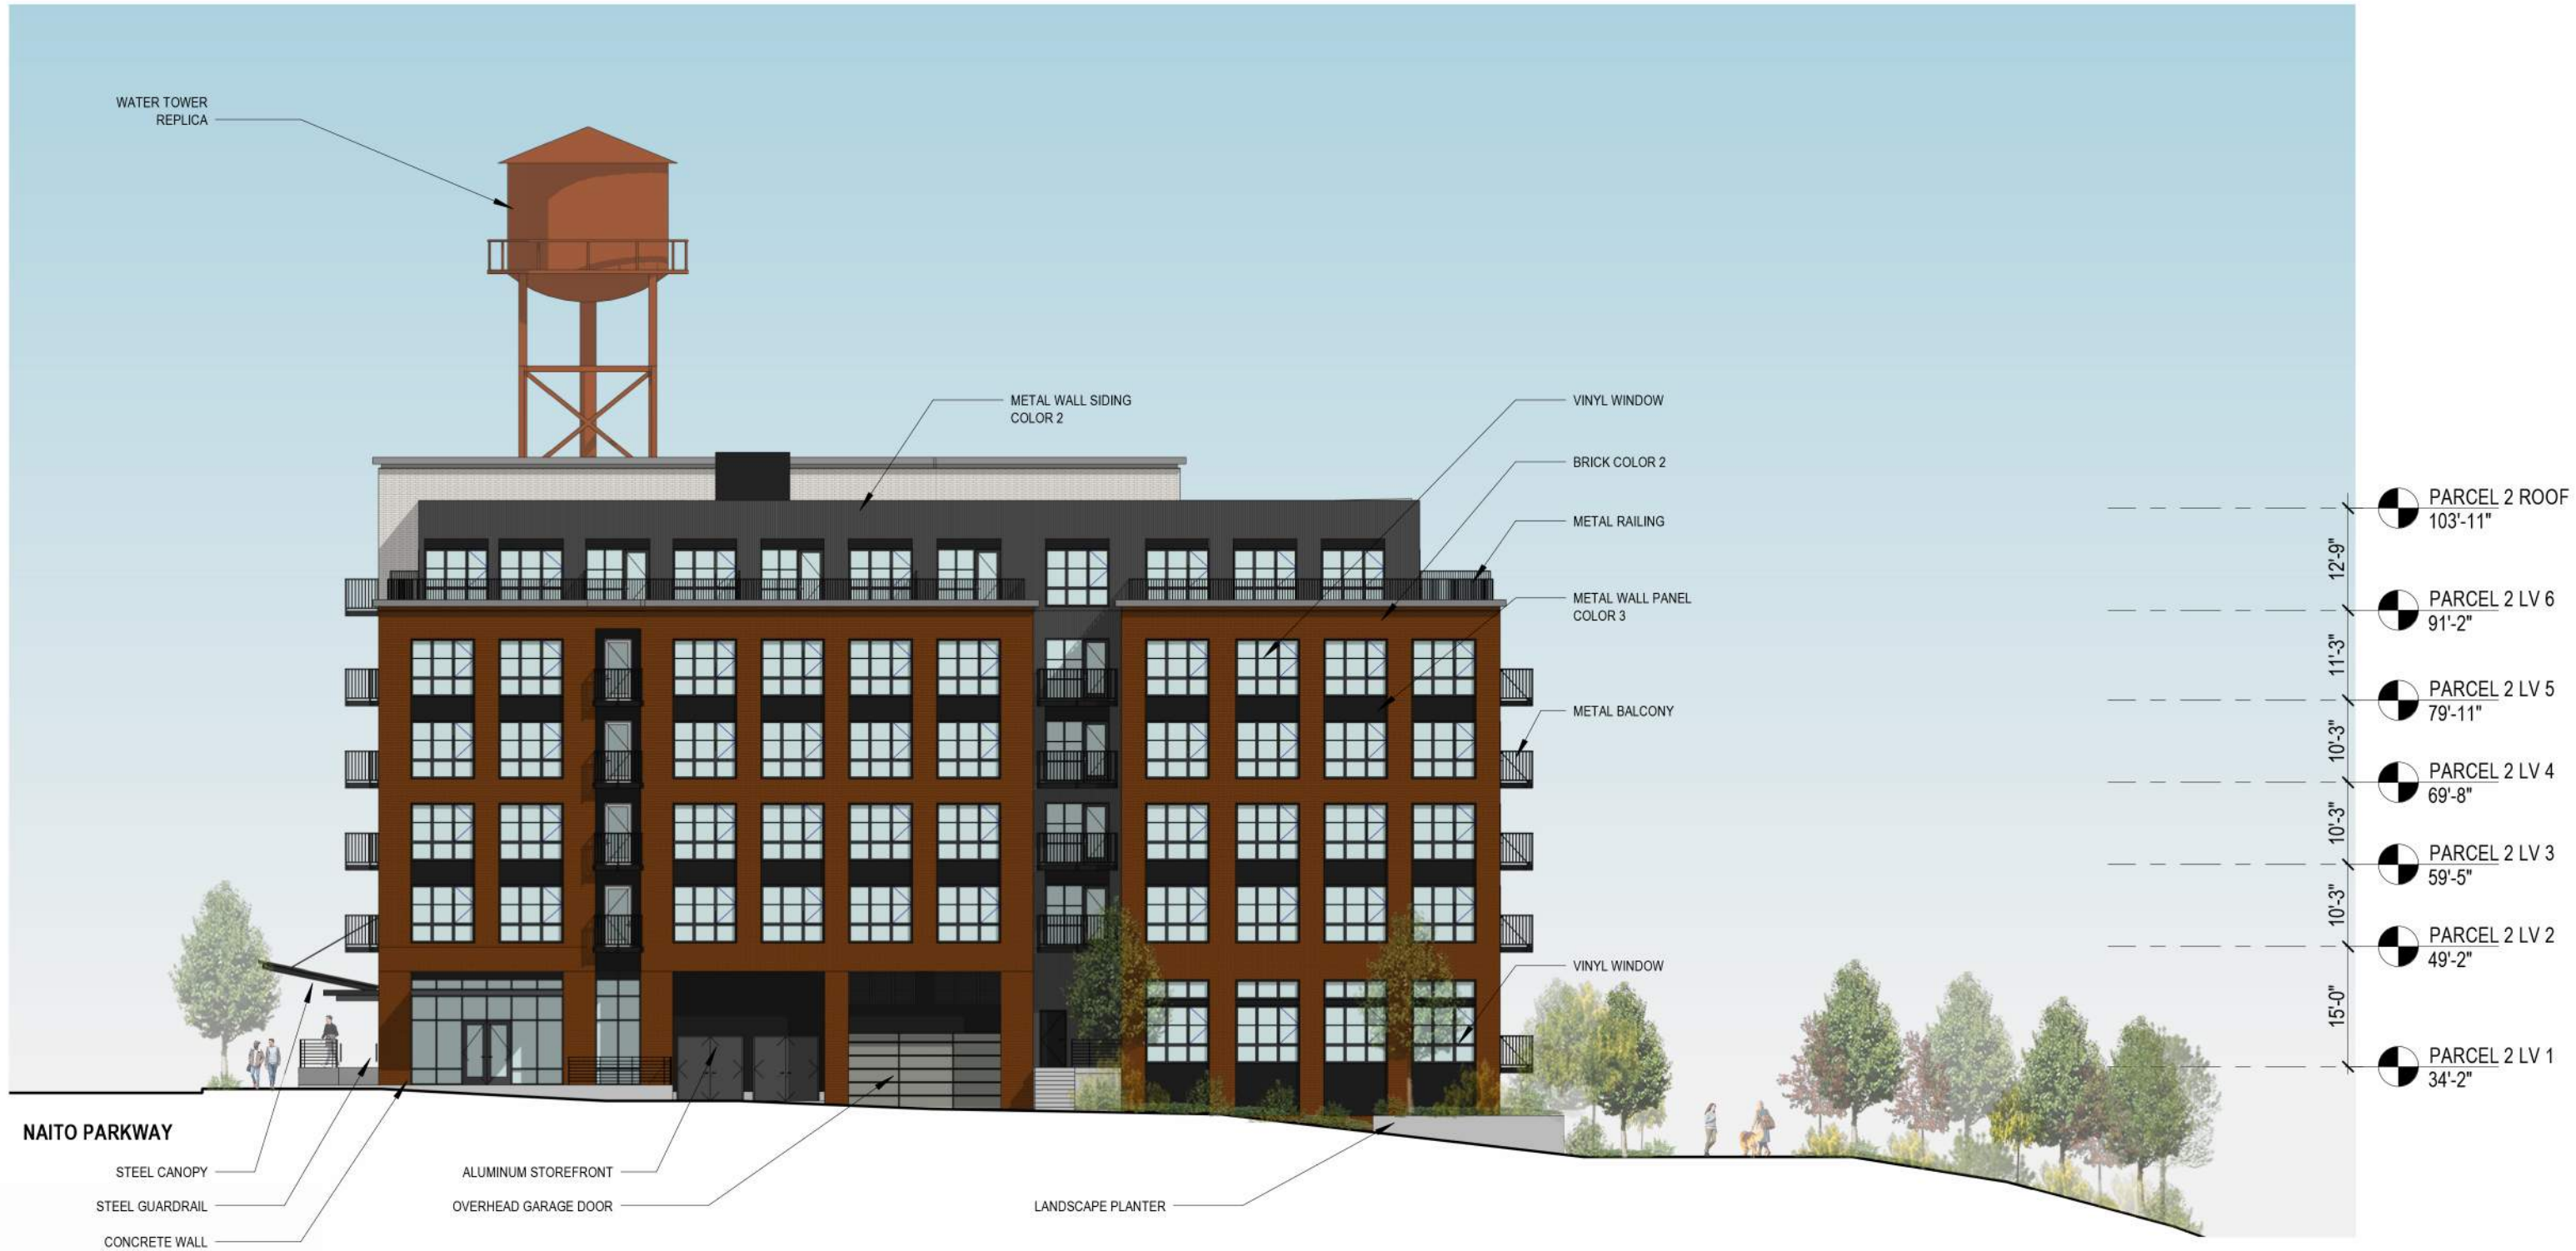 WATER TOWER
REPLICA
METAL WALL SIDING
COLOR 2
VINYL WINDOW
BRICK COLOR 2
METAL RAILING
METAL WALL PANEL
COLOR 3
METAL BALCONY
VINYL WINDOW
PARCEL 2 ROOF
103'-11"
12'-9"
PARCEL 2 LV 6
91'-2"
11'-3"
PARCEL 2 LV 5
79'-11"
10'-3"
PARCEL 2 LV 4
69'-8"
10'-3"
PARCEL 2 LV 3
59'-5"
10'-3"
PARCEL 2 LV 2
49'-2"
15'-0"
PARCEL 2 LV 1
34'-2"
NAITO PARKWAY
STEEL CANOPY
STEEL GUARDRAIL
CONCRETE WALL
ALUMINUM STOREFRONT
OVERHEAD GARAGE DOOR
LANDSCAPE PLANTER